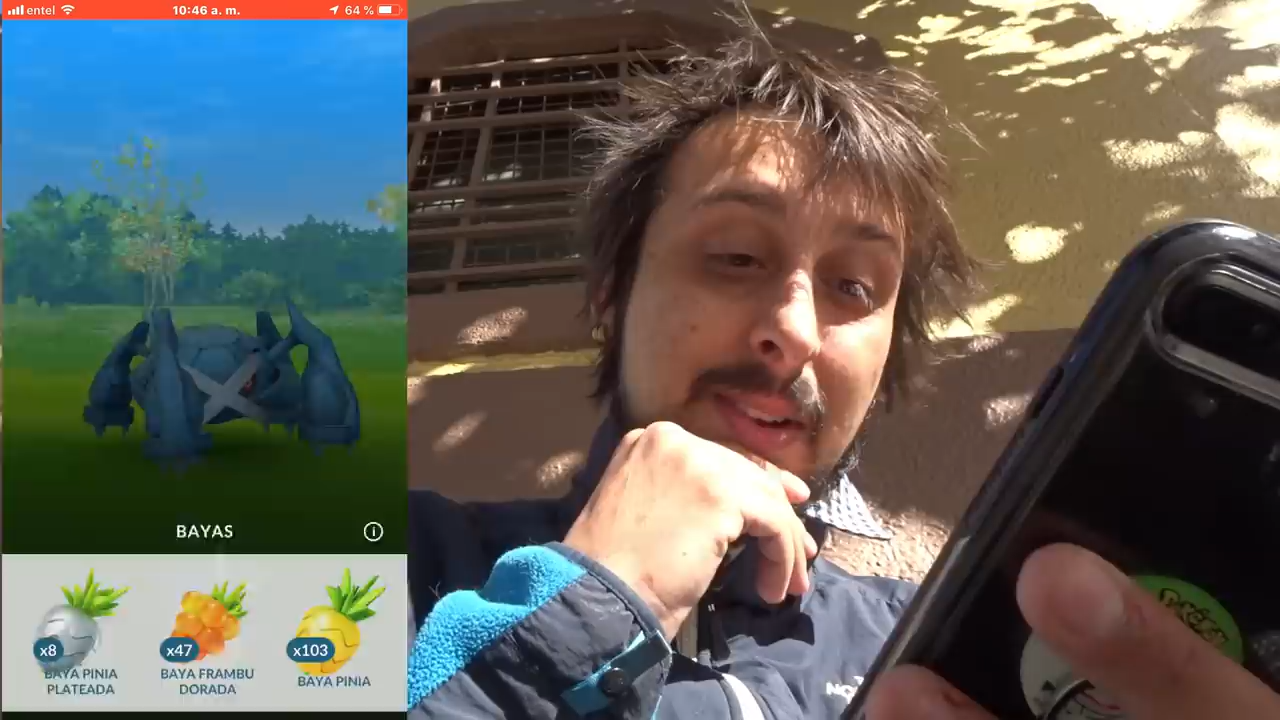 entel
10:46 a. m.
64 %
BAYAS
x8
x47
x103
BAYA PINIA
PLATEADA
BAYA FRAMBU
DORADA
BAYA PINIA